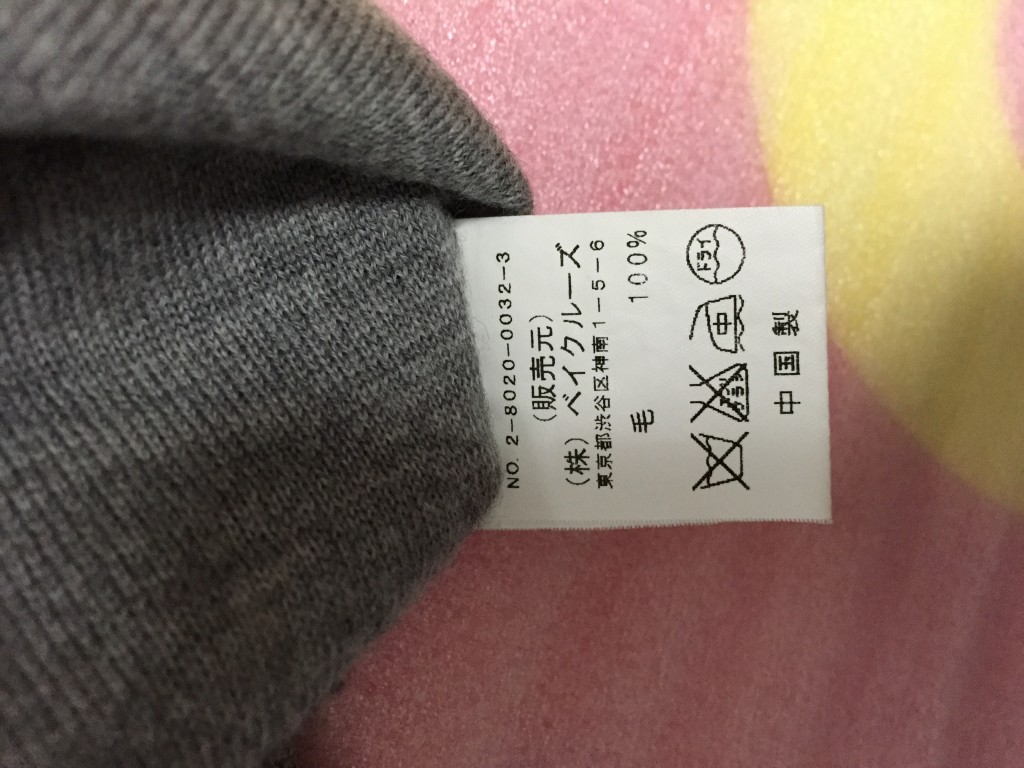 NO. 2-8020-0032-3
(販売元)
(株) ベイクルーズ
東京都渋谷区神南1-5-6
毛 100%
中 ドライ
中国製